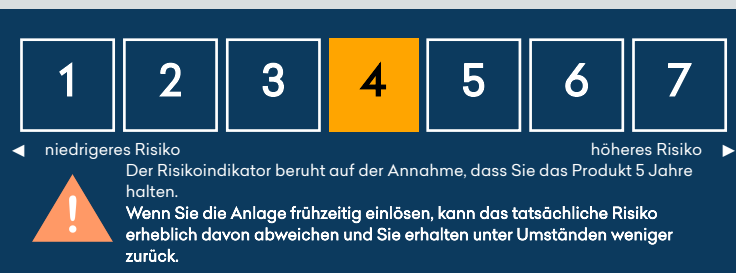 1 2 3 4 5 6 7
niedrigeres Risiko höheres Risiko
Der Risikoindikator beruht auf der Annahme, dass Sie das Produkt 5 Jahre
halten.
Wenn Sie die Anlage frühzeitig einlösen, kann das tatsächliche Risiko
erheblich davon abweichen und Sie erhalten unter Umständen weniger
zurück.